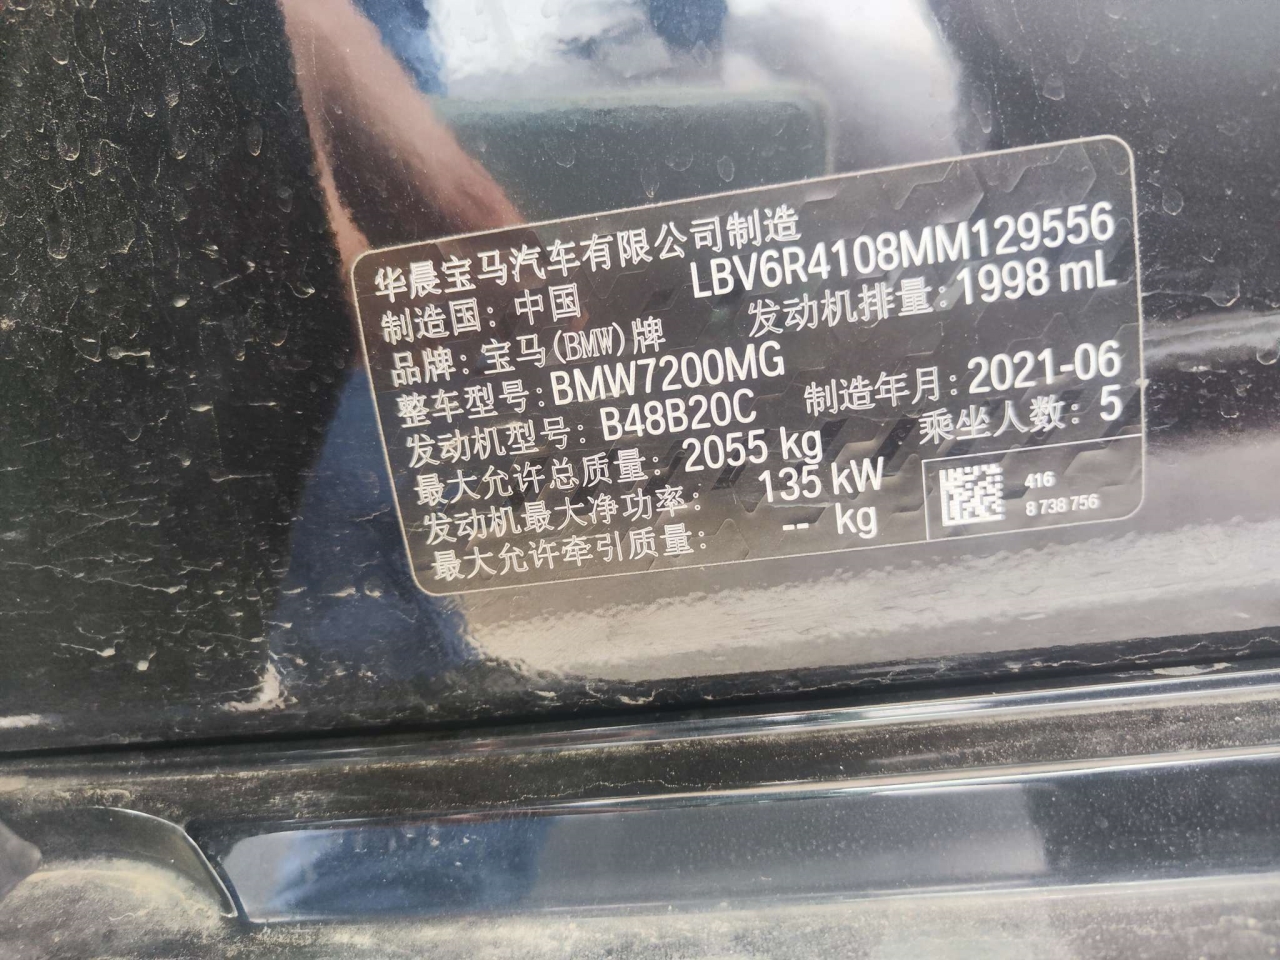 华晨宝马汽车有限公司制造
制造国：中国 LBV6R4108MM129556
品牌：宝马(BMW)牌 发动机排量：1998 mL
整车型号：BMW7200MG
发动机型号：B48B20C 制造年月：2021-06
最大允许总质量：2055 kg 乘坐人数：5
发动机最大净功率：135 kW
最大允许牵引质量：-- kg
416
8 738 756